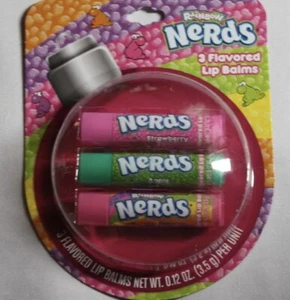 RAINBOW
NERDS
3 Flavored
Lip Balms
NERDS
Strawberry
NERDS
NERDS
3 FLAVORED LIP BALMS NET WT. 0.12 OZ. (3.5 g) PER UNIT